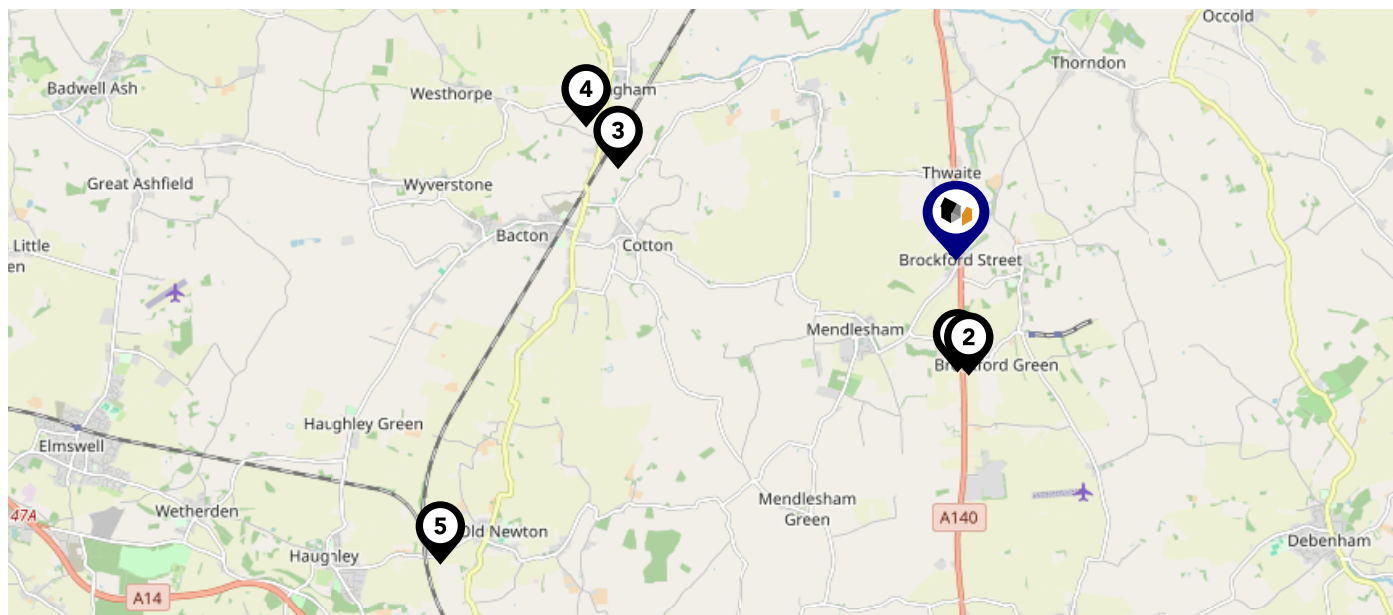 Occold
Thorndon
Badwell Ash
Westhorpe
4
gham
3
Thwaite
Great Ashfield
Wyverstone
Bacton
Cotton
Little
en
Brockford Street
Mendlesham
2
ford Green
Haughley Green
Elmswell
Mendlesham
Green
47A
Wetherden
A140
5
Old Newton
Haughley
Debenham
A14